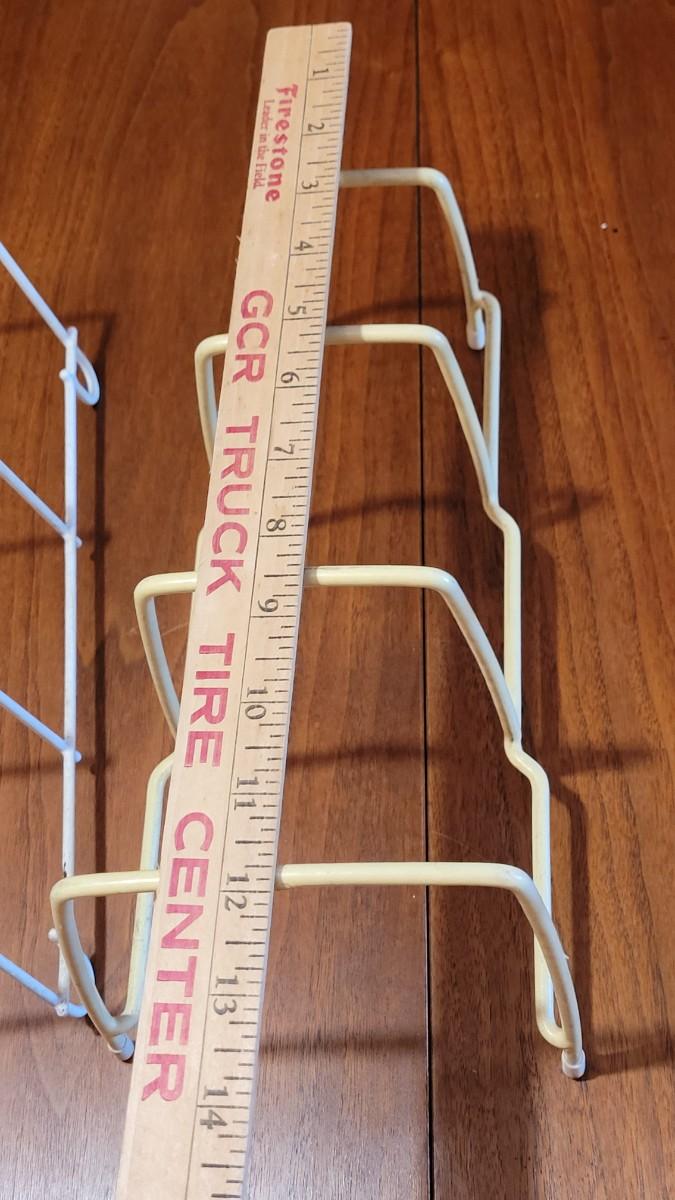 Firestone
Leader in the Field
GCR TRUCK TIRE CENTER
1 2 3 4 5 6 7 8 9 10 11 12 13 14